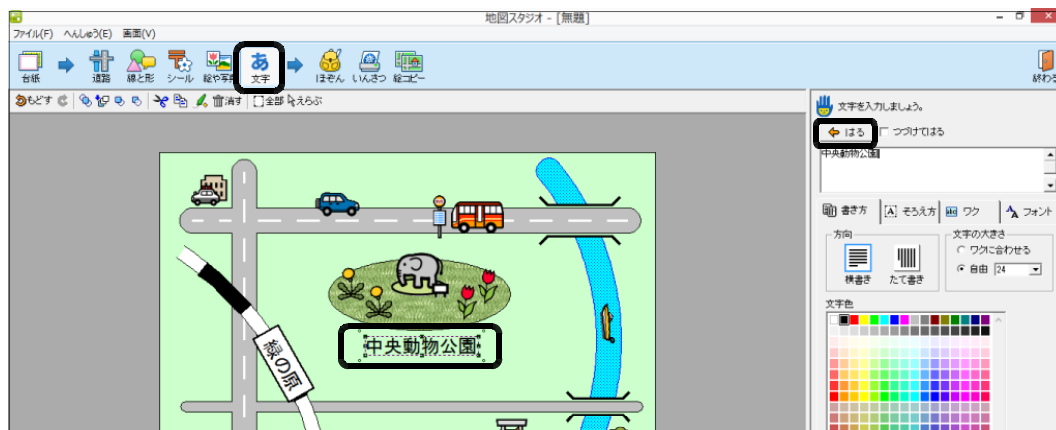 地図スタジオ - [無題]
ファイル(F) へんしゅう(E) 画面(V)
台紙 道路 線と形 シール 絵や写真 文字 ほぞん いんさつ 絵コピー 終わる
もどす 消す 全部 えらぶ
文字を入力しましょう。
はる つづけてはる
中央動物公園
書き方 そろえ方 ワク フォント
方向 文字の大きさ
横書き たて書き
ワクに合わせる
自由 24
文字色
中央動物公園
緑の原